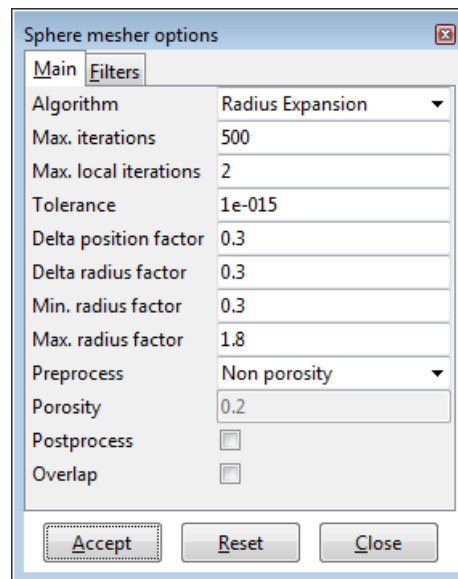 Sphere mesher options
Main Filters
Algorithm Radius Expansion
Max. iterations 500
Max. local iterations 2
Tolerance 1e-015
Delta position factor 0.3
Delta radius factor 0.3
Min. radius factor 0.3
Max. radius factor 1.8
Preprocess Non porosity
Porosity 0.2
Postprocess
Overlap
Accept Reset Close